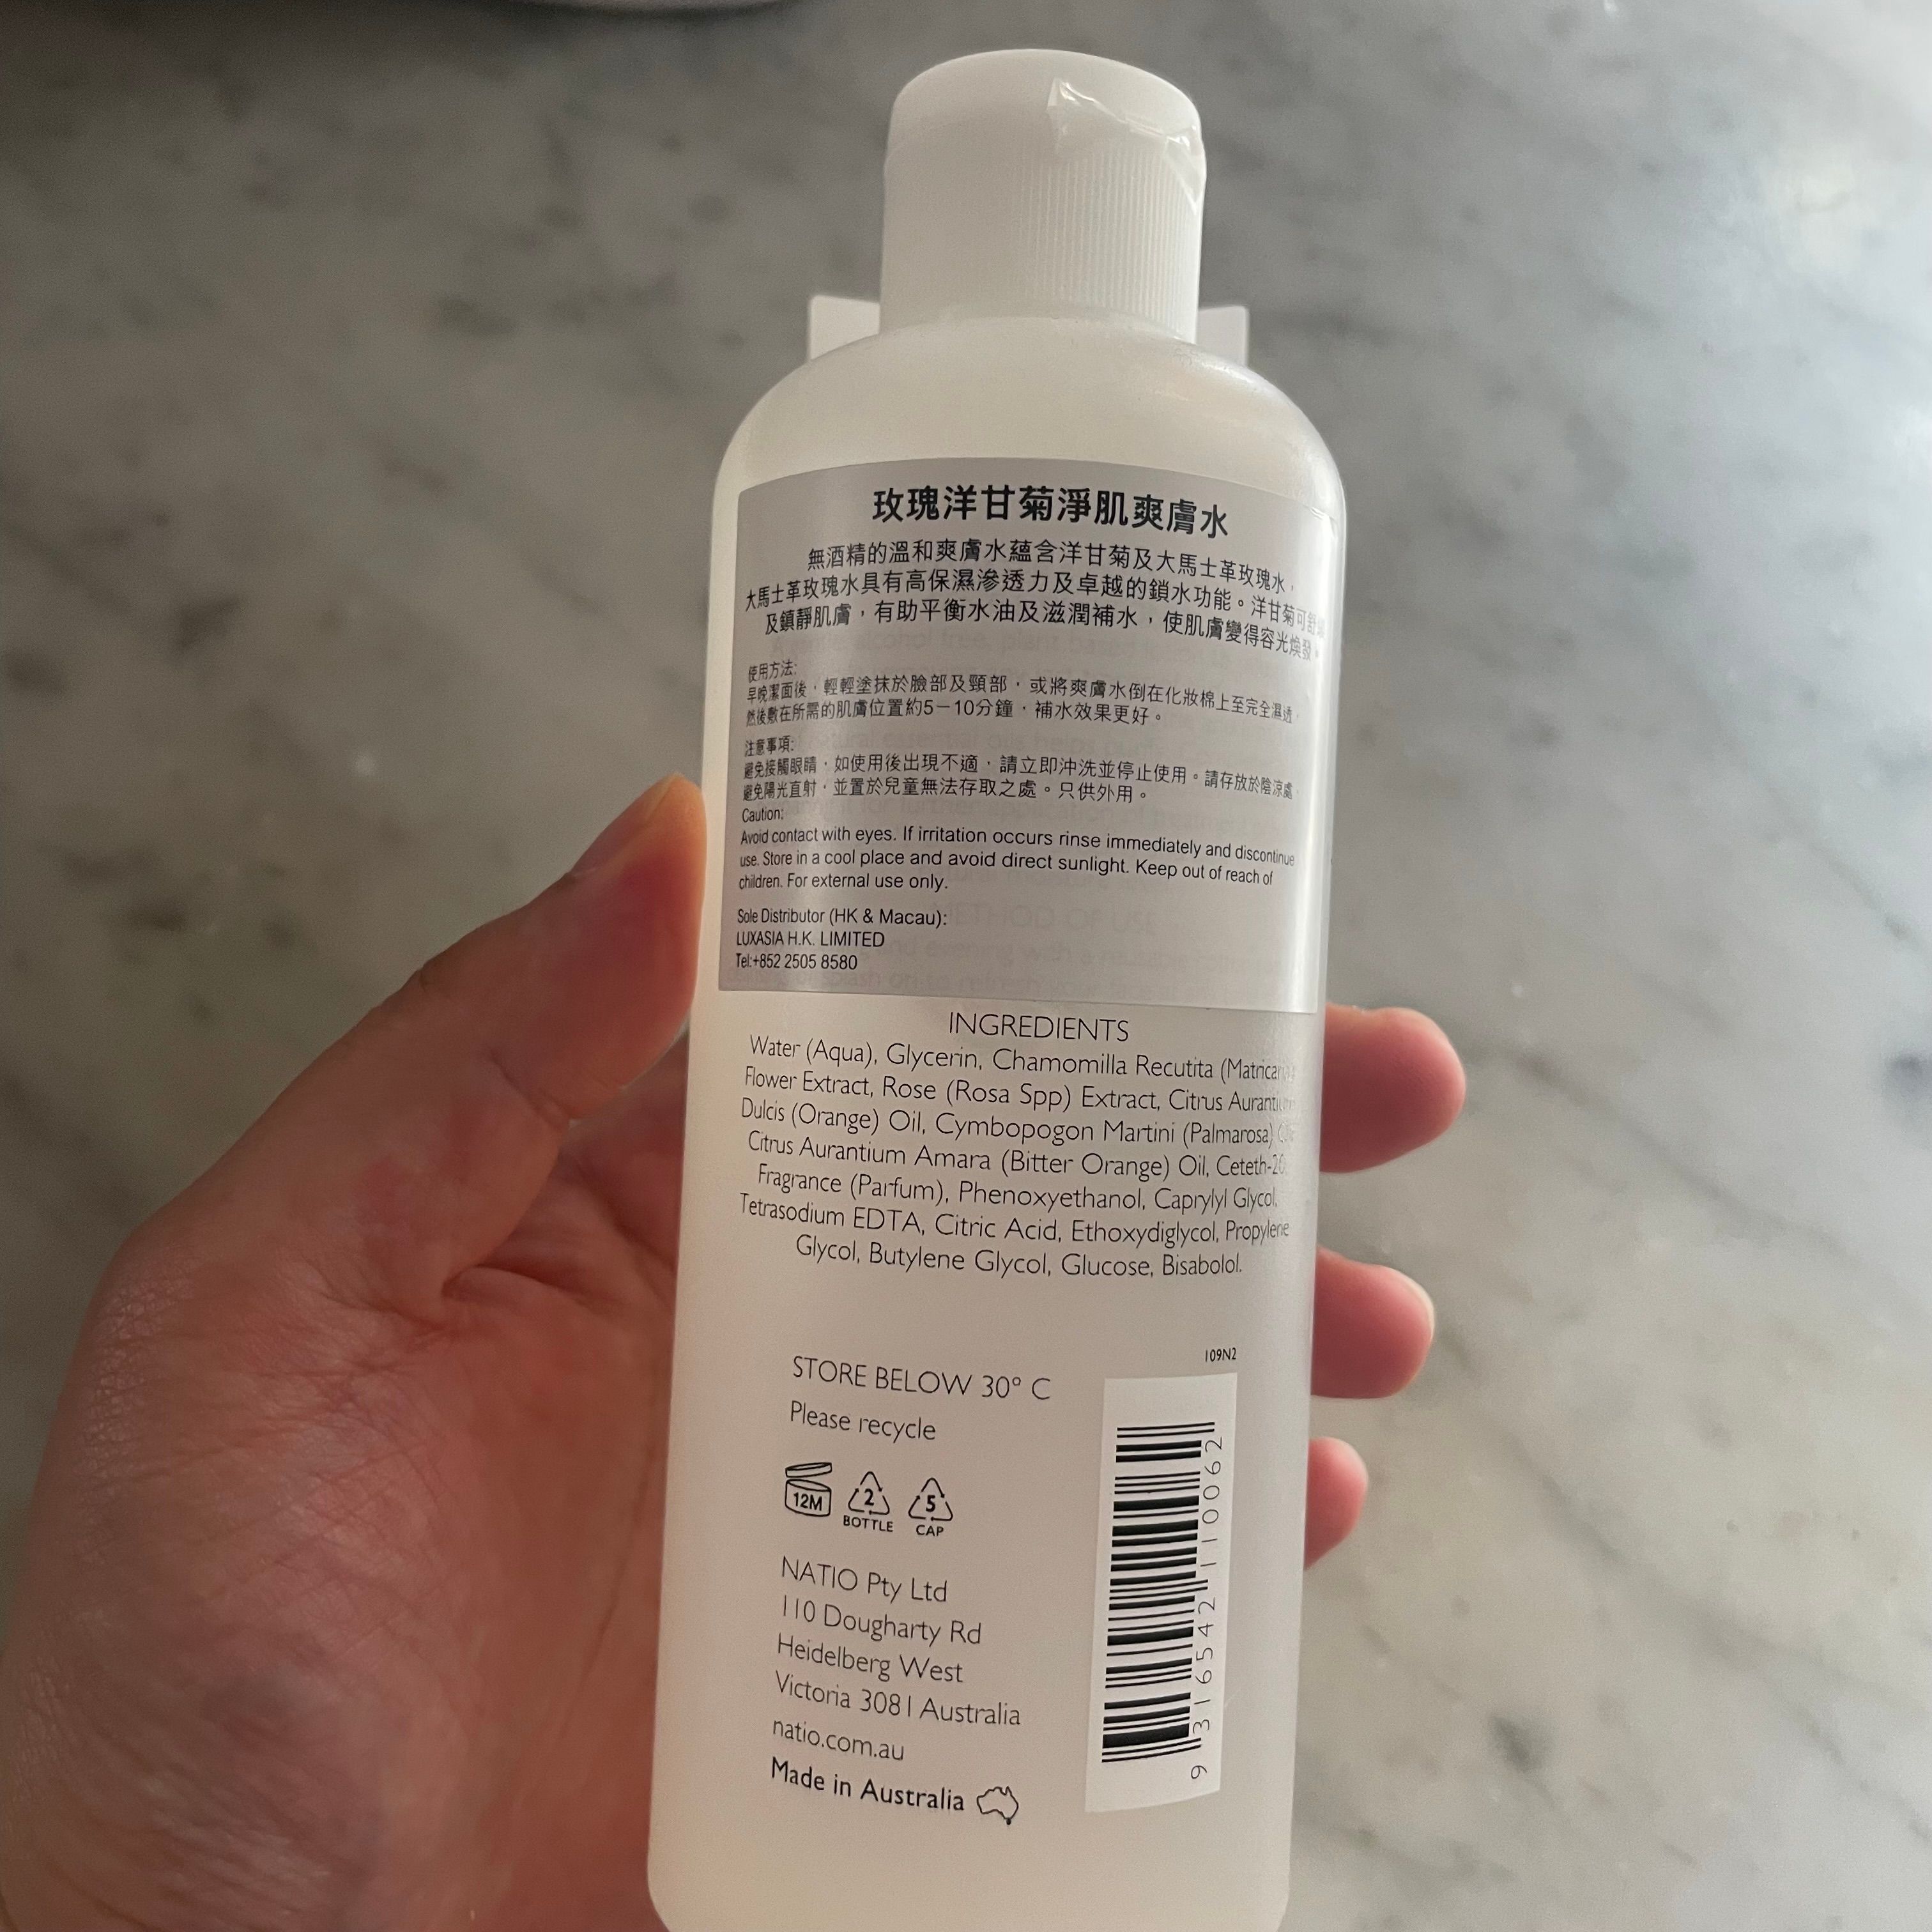 玫瑰洋甘菊淨肌爽膚水
無酒精的溫和爽膚水蘊含洋甘菊及大馬士革玫瑰水，
大馬士革玫瑰水具有高保濕滲透力及卓越的鎖水功能。洋甘菊可舒
及鎮靜肌膚，有助平衡水油及滋潤補水，使肌膚變得容光煥發。
使用方法:
早晚潔面後，輕輕塗抹於臉部及頸部，或將爽膚水倒在化妝棉上至完全濕透，
然後敷在所需的肌膚位置約5－10分鐘，補水效果更好。
注意事項:
避免接觸眼睛，如使用後出現不適，請立即沖洗並停止使用。請存放於陰涼處，
避免陽光直射，並置於兒童無法存取之處。只供外用。
Caution:
Avoid contact with eyes. If irritation occurs rinse immediately and discontinue
use. Store in a cool place and avoid direct sunlight. Keep out of reach of
children. For external use only.
METHOD OF USE
Sole Distributor (HK & Macau):
LUXASIA H.K. LIMITED
Tel:+852 2505 8580
INGREDIENTS
Water (Aqua), Glycerin, Chamomilla Recutita
Flower Extract, Rose (Rosa Spp) Extract, Citrus
Dulcis (Orange) Oil, Cymbopogon Martini (Palmarosa)
Citrus Aurantium Amara (Bitter Orange) Oil, Ceteth-20,
Fragrance (Parfum), Phenoxyethanol, Caprylyl Glycol,
Tetrasodium EDTA, Citric Acid, Ethoxydiglycol, Propylene
Glycol, Butylene Glycol, Glucose, Bisabolol.
109N2
STORE BELOW 30° C
Please recycle
12M
2
BOTTLE
5
CAP
NATIO Pty Ltd
110 Dougharty Rd
Heidelberg West
Victoria 3081 Australia
natio.com.au
Made in Australia
9 316542 110062